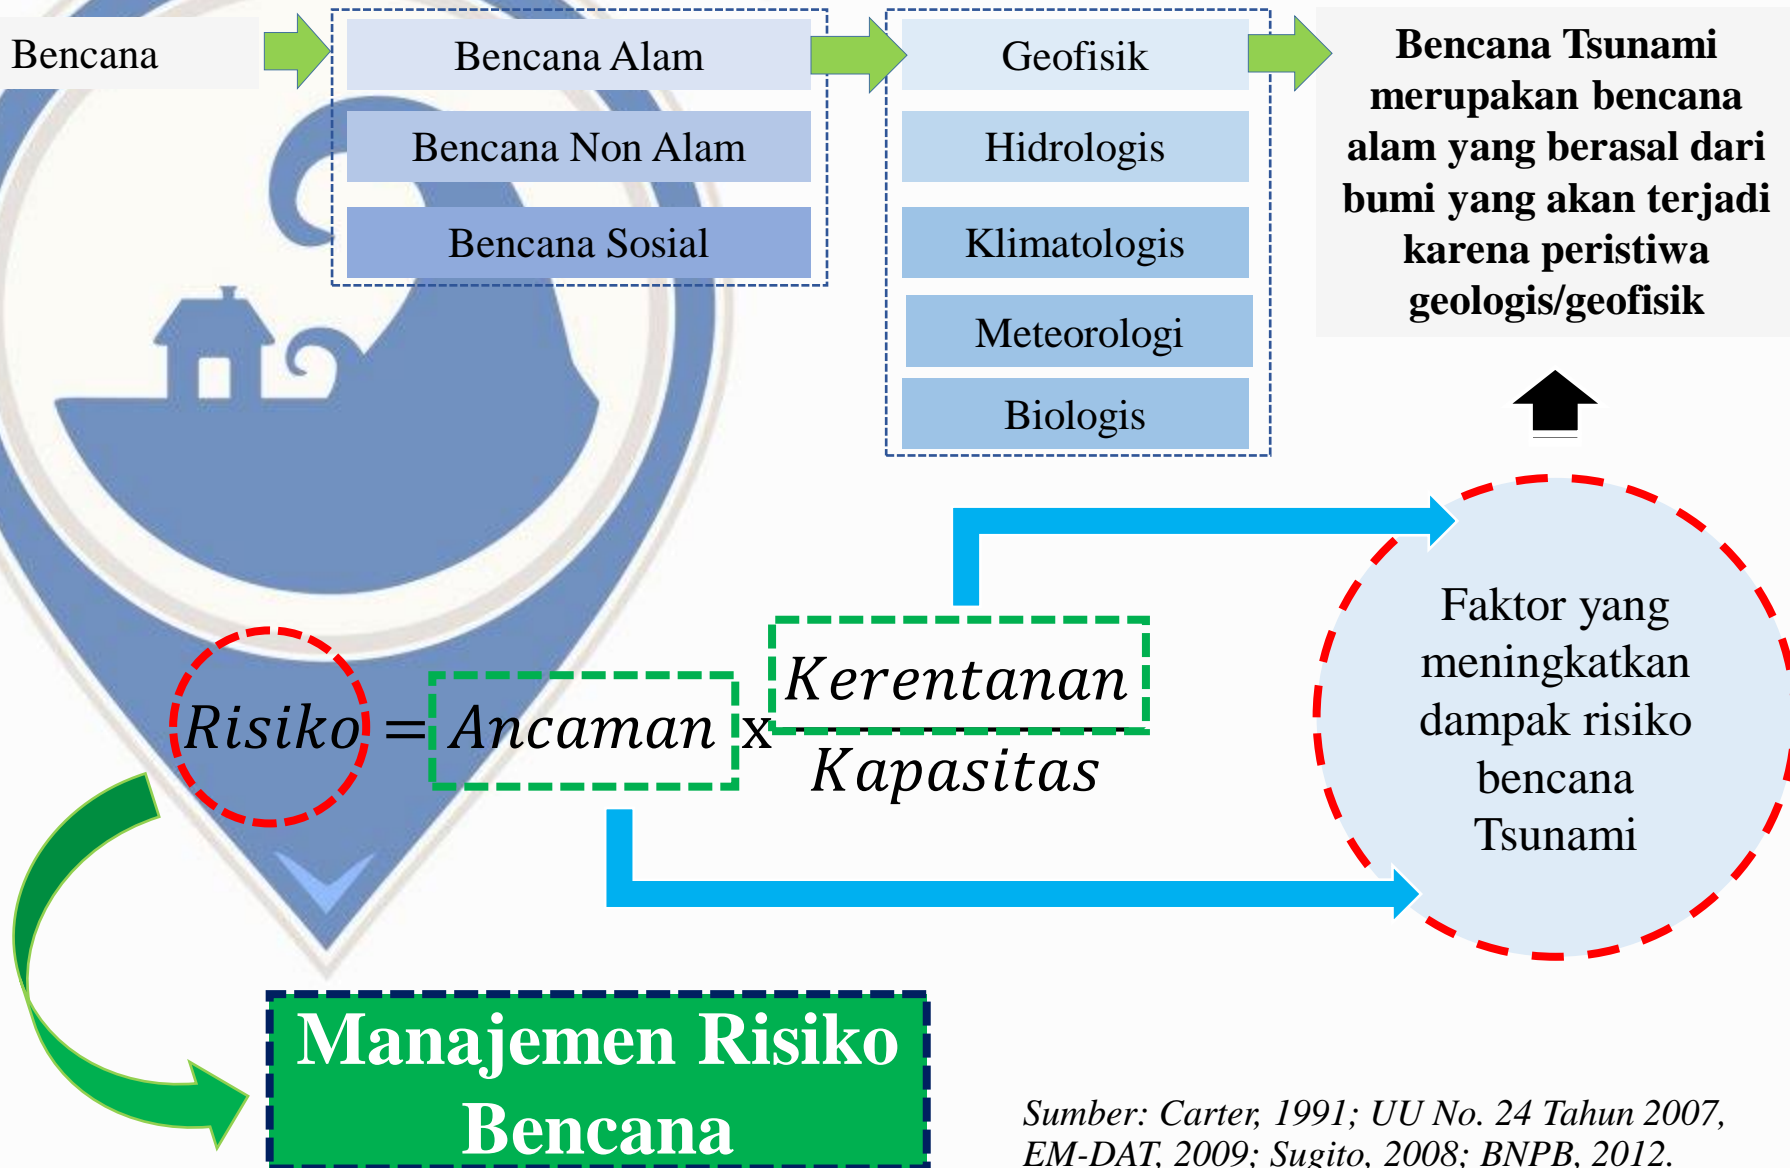 Bencana
Bencana Alam
Bencana Non Alam
Bencana Sosial
Geofisik
Hidrologis
Klimatologis
Meteorologi
Biologis
Bencana Tsunami
merupakan bencana
alam yang berasal dari
bumi yang akan terjadi
karena peristiwa
geologis/geofisik
Faktor yang
meningkatkan
dampak risiko
bencana
Tsunami
Risiko = Ancaman x Kerentanan
Kapasitas
Manajemen Risiko
Bencana
Sumber: Carter, 1991; UU No. 24 Tahun 2007,
EM-DAT, 2009; Sugito, 2008; BNPB, 2012.